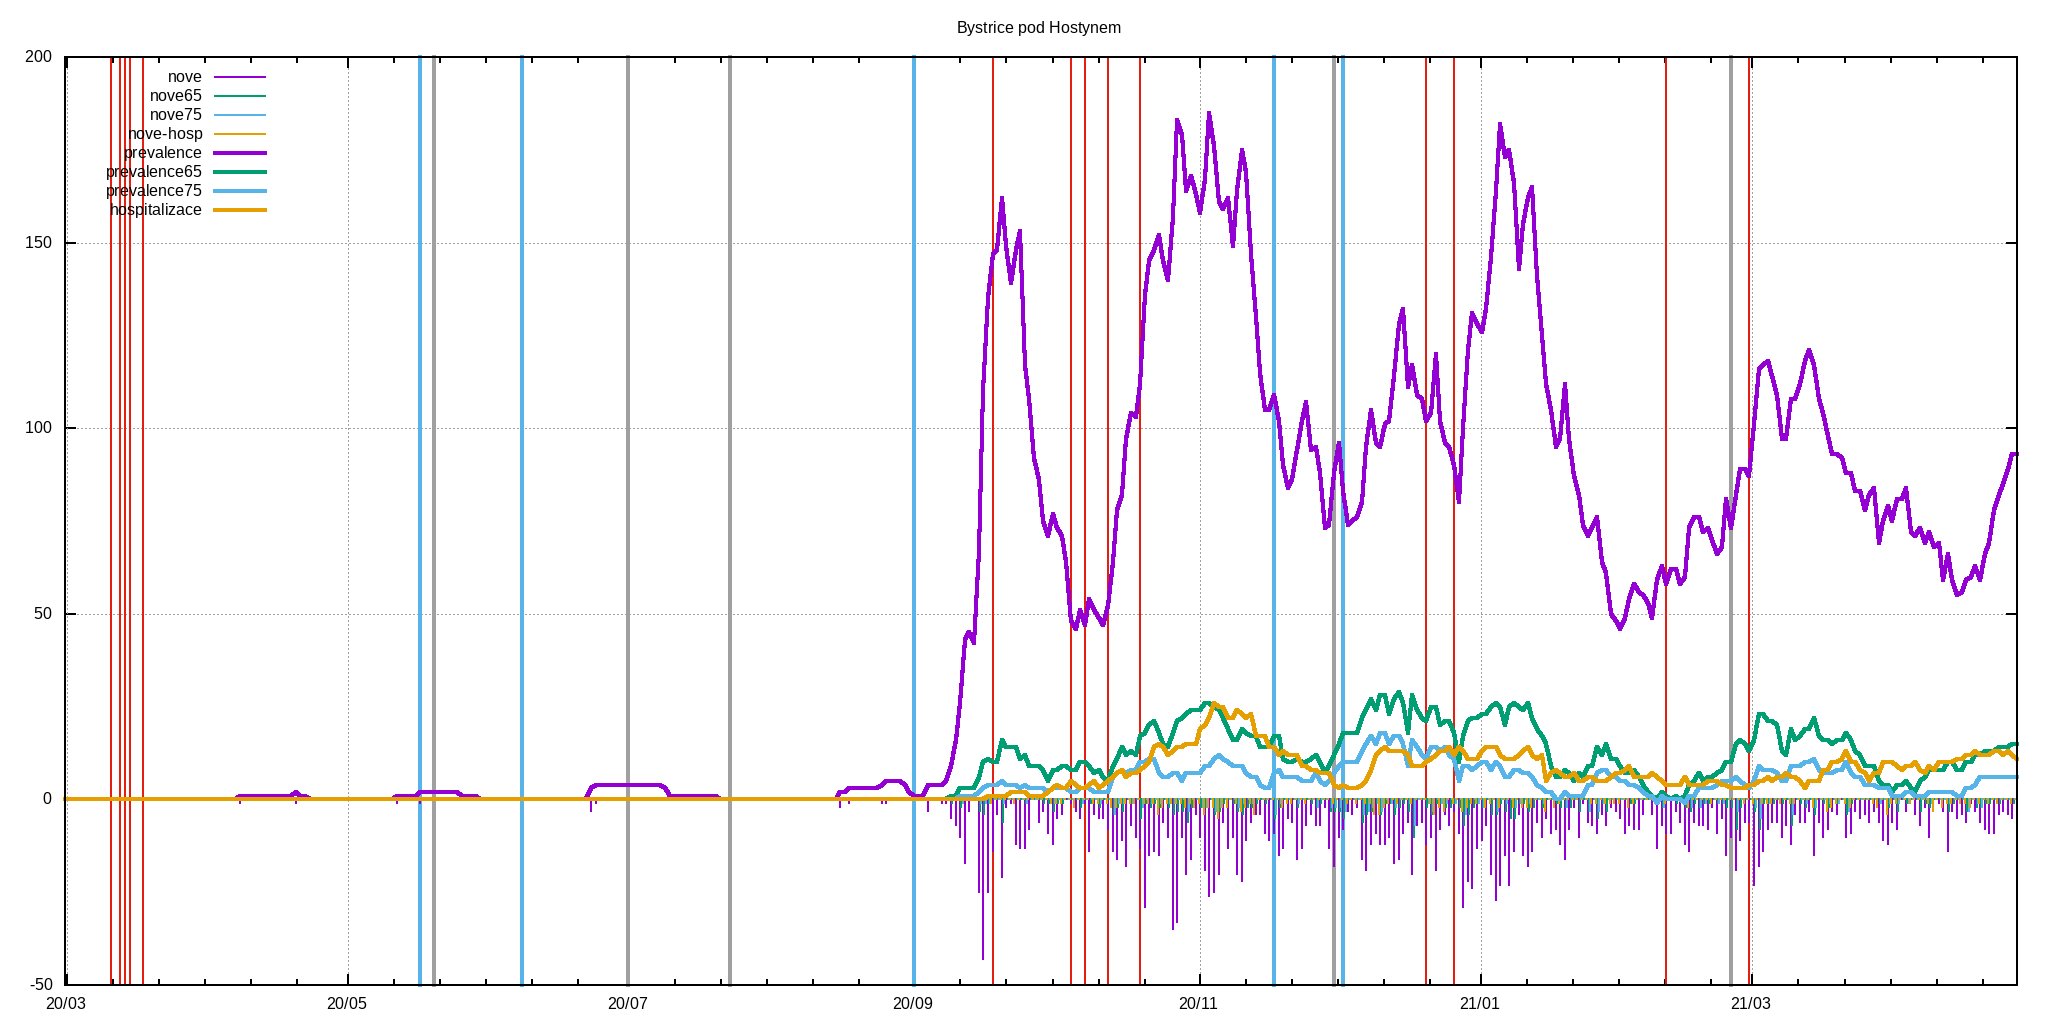 Bystrice pod Hostynem
200
150
100
50
0
-50
nove
nove65
nove75
nove-hosp
prevalence
prevalence65
prevalence75
hospitalizace
20/03
20/05
20/07
20/09
20/11
21/01
21/03